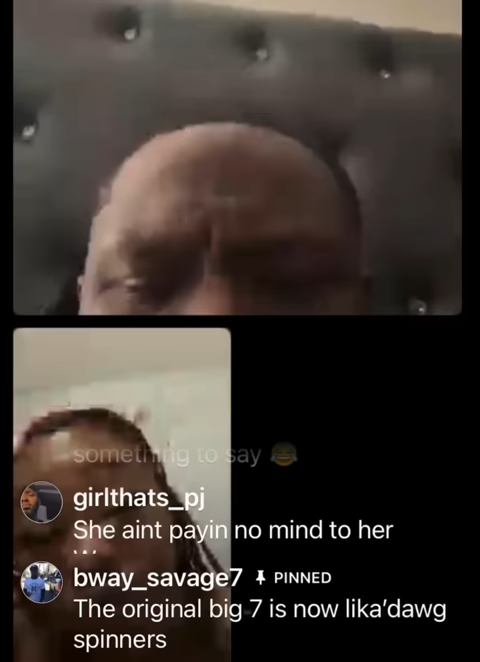 something to say 😂
girlthats_pj
She aint payin no mind to her
bway_savage7 PINNED
The original big 7 is now lika'dawg
spinners